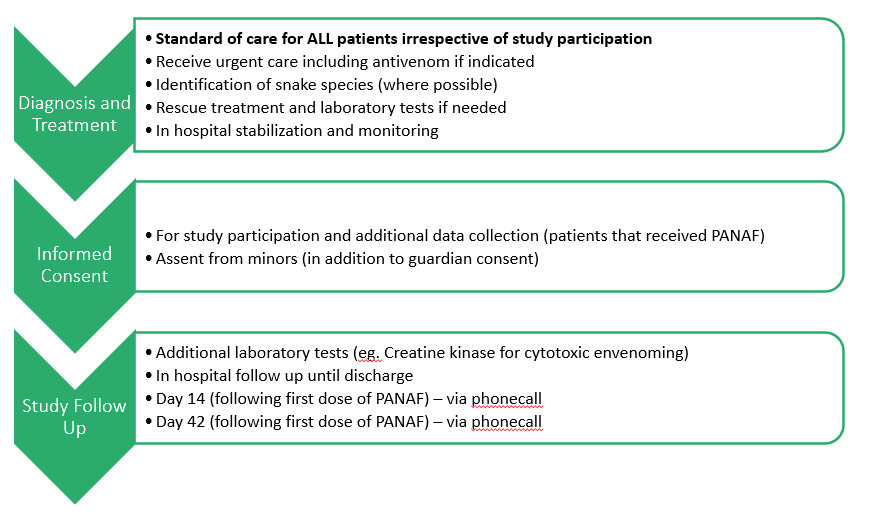 Diagnosis and
Treatment
• Standard of care for ALL patients irrespective of study participation
• Receive urgent care including antivenom if indicated
• Identification of snake species (where possible)
• Rescue treatment and laboratory tests if needed
• In hospital stabilization and monitoring
Informed
Consent
• For study participation and additional data collection (patients that received PANAF)
• Assent from minors (in addition to guardian consent)
Study Follow
Up
• Additional laboratory tests (eg. Creatine kinase for cytotoxic envenoming)
• In hospital follow up until discharge
• Day 14 (following first dose of PANAF) – via phonecall
• Day 42 (following first dose of PANAF) – via phonecall